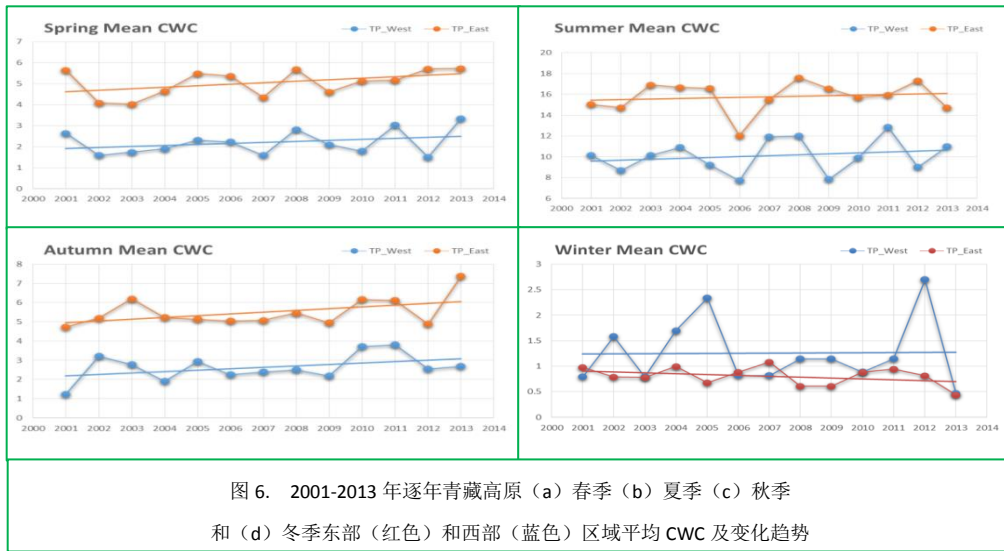 Spring Mean CWC
TP_West TP_East
7
6
5
4
3
2
1
0
2000 2001 2002 2003 2004 2005 2006 2007 2008 2009 2010 2011 2012 2013 2014
Summer Mean CWC
TP_West TP_East
20
18
16
14
12
10
8
6
2000 2001 2002 2003 2004 2005 2006 2007 2008 2009 2010 2011 2012 2013 2014
Autumn Mean CWC
TP_West TP_East
8
7
6
5
4
3
2
1
0
2000 2001 2002 2003 2004 2005 2006 2007 2008 2009 2010 2011 2012 2013 2014
Winter Mean CWC
TP_West TP_East
3
2.5
2
1.5
1
0.5
0
2000 2001 2002 2003 2004 2005 2006 2007 2008 2009 2010 2011 2012 2013 2014
图 6. 2001-2013 年逐年青藏高原（a）春季（b）夏季（c）秋季
和（d）冬季东部（红色）和西部（蓝色）区域平均 CWC 及变化趋势